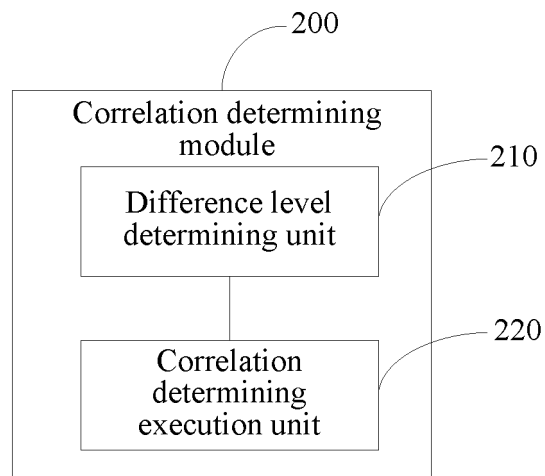 200
Correlation determining
module
210
Difference level
determining unit
220
Correlation
determining
execution unit